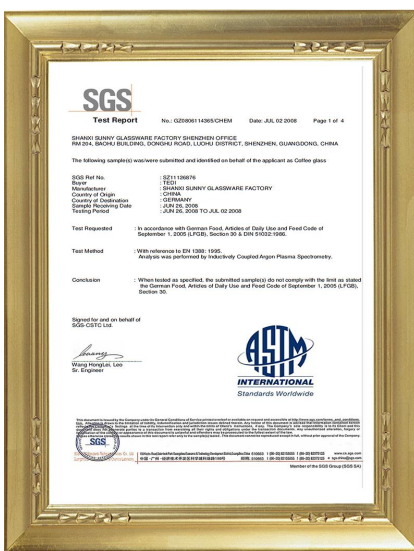 SGS
Test Report No.: GZ0806114365/CHEM Date: JUL 02 2008 Page 1 of 4
SHANXI SUNNY GLASSWARE FACTORY SHENZHEN OFFICE
RM 204, BAOHU BUILDING, DONGHU ROAD, LUOHU DISTRICT, SHENZHEN, GUANGDONG, CHINA
The following sample(s) was/were submitted and identified on behalf of the applicant as Coffee glass
SGS Ref No. : SZ11126876
Buyer : TEDI
Manufacturer : SHANXI SUNNY GLASSWARE FACTORY
Country of Origin : CHINA
Country of Destination : GERMANY
Sample Receiving Date : JUN 26, 2008
Testing Period : JUN 26, 2008 TO JUL 02 2008
Test Requested : In accordance with German Food, Articles of Daily Use and Feed Code of
September 1, 2005 (LFGB), Section 30 & DIN 51032:1986.
Test Method : With reference to EN 1388: 1995.
Analysis was performed by Inductively Coupled Argon Plasma Spectrometry.
Conclusion : When tested as specified, the submitted sample(s) do not comply with the limit as stated
the German Food, Articles of Daily Use and Feed Code of September 1, 2005 (LFGB),
Section 30.
Signed for and on behalf of
SGS-CSTC Ltd.
Wang HongLei, Leo
Sr. Engineer
ASTM
INTERNATIONAL
Standards Worldwide
SGS
Member of the SGS Group (SGS SA)